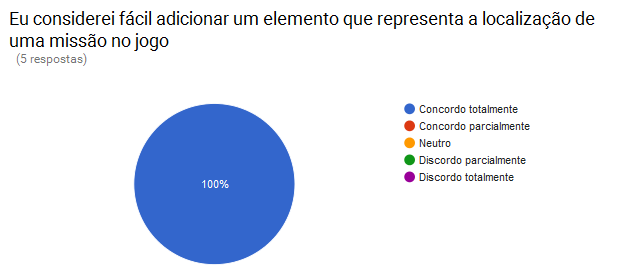 Eu considerei fácil adicionar um elemento que representa a localização de
uma missão no jogo
(5 respostas)
100%
Concordo totalmente
Concordo parcialmente
Neutro
Discordo parcialmente
Discordo totalmente